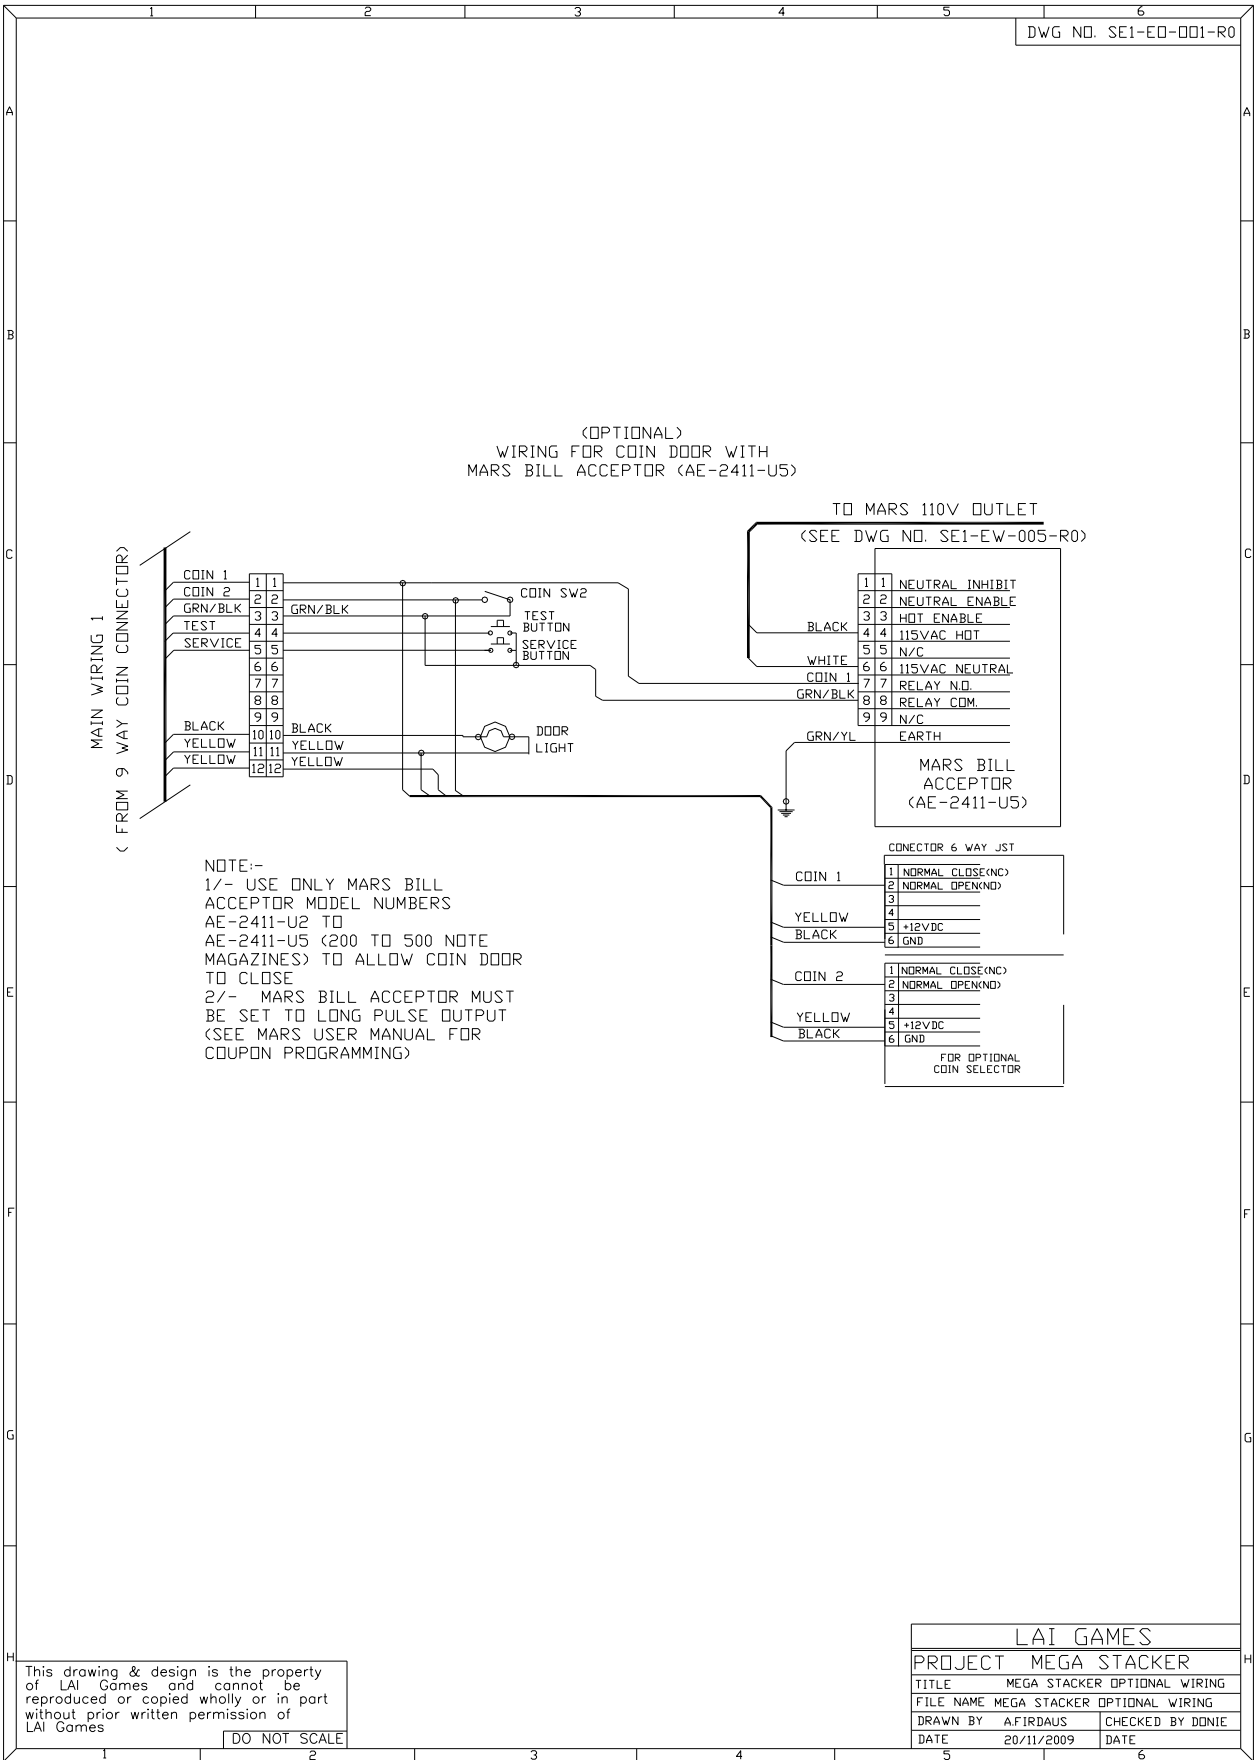 1 2 3 4 5 6
DWG NO. SE1-EO-001-R0
A A
B B
C C
D D
E E
F F
G G
H H
(OPTIONAL)
WIRING FOR COIN DOOR WITH
MARS BILL ACCEPTOR (AE-2411-U5)
TO MARS 110V OUTLET
(SEE DWG NO. SE1-EW-005-R0)
MAIN WIRING 1
( FROM 9 WAY COIN CONNECTOR)
COIN 1 1 1
COIN 2 2 2
GRN/BLK 3 3 GRN/BLK
TEST 4 4
SERVICE 5 5
6 6
7 7
8 8
9 9
BLACK 10 10 BLACK
YELLOW 11 11 YELLOW
YELLOW 12 12 YELLOW
COIN SW2
TEST
BUTTON
SERVICE
BUTTON
DOOR
LIGHT
1 1 NEUTRAL INHIBIT
2 2 NEUTRAL ENABLE
3 3 HOT ENABLE
BLACK 4 4 115VAC HOT
5 5 N/C
WHITE 6 6 115VAC NEUTRAL
COIN 1 7 7 RELAY N.O.
GRN/BLK 8 8 RELAY COM.
9 9 N/C
GRN/YL EARTH
MARS BILL
ACCEPTOR
(AE-2411-U5)
CONECTOR 6 WAY JST
1 NORMAL CLOSE(NC)
COIN 1 2 NORMAL OPEN(NO)
3
4
YELLOW 5 +12VDC
BLACK 6 GND
1 NORMAL CLOSE(NC)
COIN 2 2 NORMAL OPEN(NO)
3
4
YELLOW 5 +12VDC
BLACK 6 GND
FOR OPTIONAL
COIN SELECTOR
NOTE:-
1/- USE ONLY MARS BILL
ACCEPTOR MODEL NUMBERS
AE-2411-U2 TO
AE-2411-U5 (200 TO 500 NOTE
MAGAZINES) TO ALLOW COIN DOOR
TO CLOSE
2/- MARS BILL ACCEPTOR MUST
BE SET TO LONG PULSE OUTPUT
(SEE MARS USER MANUAL FOR
COUPON PROGRAMMING)
This drawing & design is the property
of LAI Games and cannot be
reproduced or copied wholly or in part
without prior written permission of
LAI Games
DO NOT SCALE
LAI GAMES
PROJECT MEGA STACKER
TITLE MEGA STACKER OPTIONAL WIRING
FILE NAME MEGA STACKER OPTIONAL WIRING
DRAWN BY A.FIRDAUS CHECKED BY DONIE
DATE 20/11/2009 DATE
1 2 3 4 5 6